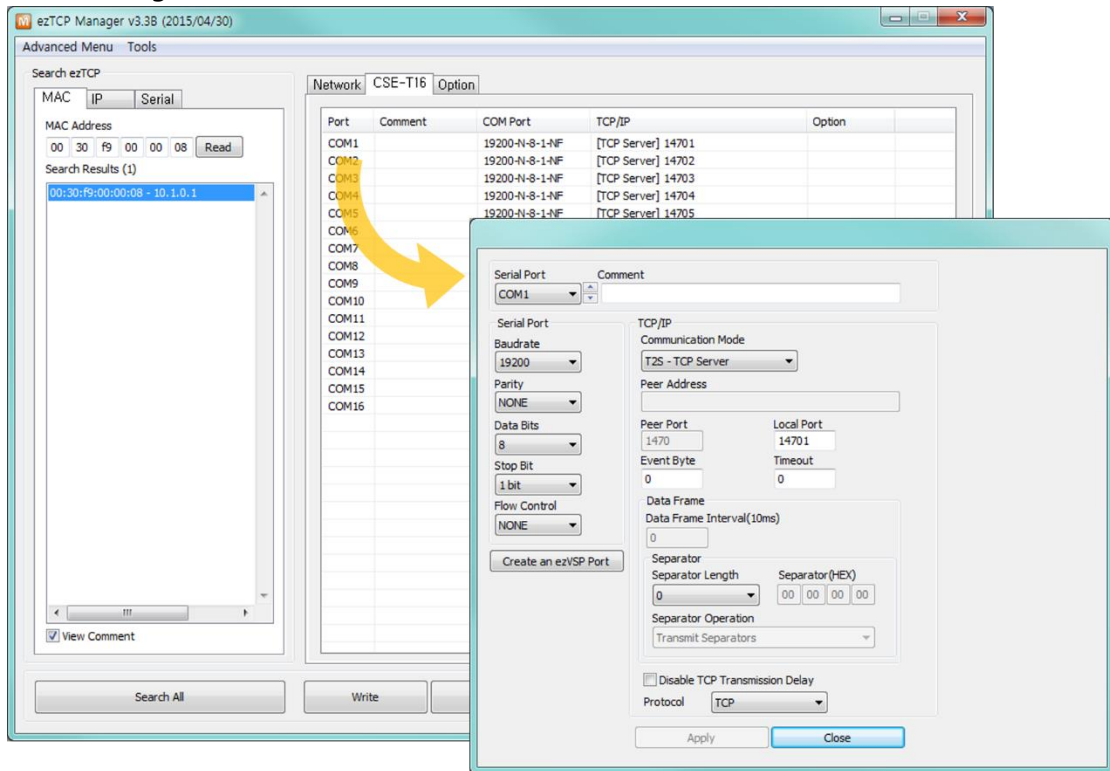 ezTCP Manager v3.3B (2015/04/30)
Advanced Menu Tools
Search ezTCP
MAC IP Serial
MAC Address
00 30 f9 00 00 08 Read
Search Results (1)
00:30:f9:00:00:08 - 10.1.0.1
View Comment
Search All
Network CSE-T16 Option
Port Comment COM Port TCP/IP Option
COM1 19200-N-8-1-NF [TCP Server] 14701
COM2 19200-N-8-1-NF [TCP Server] 14702
COM3 19200-N-8-1-NF [TCP Server] 14703
COM4 19200-N-8-1-NF [TCP Server] 14704
COM5 19200-N-8-1-NF [TCP Server] 14705
COM6
COM7
COM8
COM9
COM10
COM11
COM12
COM13
COM14
COM15
COM16
Write
Serial Port Comment
COM1
Serial Port
Baudrate
19200
Parity
NONE
Data Bits
8
Stop Bit
1 bit
Flow Control
NONE
Create an ezVSP Port
TCP/IP
Communication Mode
T2S - TCP Server
Peer Address
Peer Port Local Port
1470 14701
Event Byte Timeout
0 0
Data Frame
Data Frame Interval(10ms)
0
Separator
Separator Length Separator(HEX)
0 00 00 00 00
Separator Operation
Transmit Separators
Disable TCP Transmission Delay
Protocol TCP
Apply Close